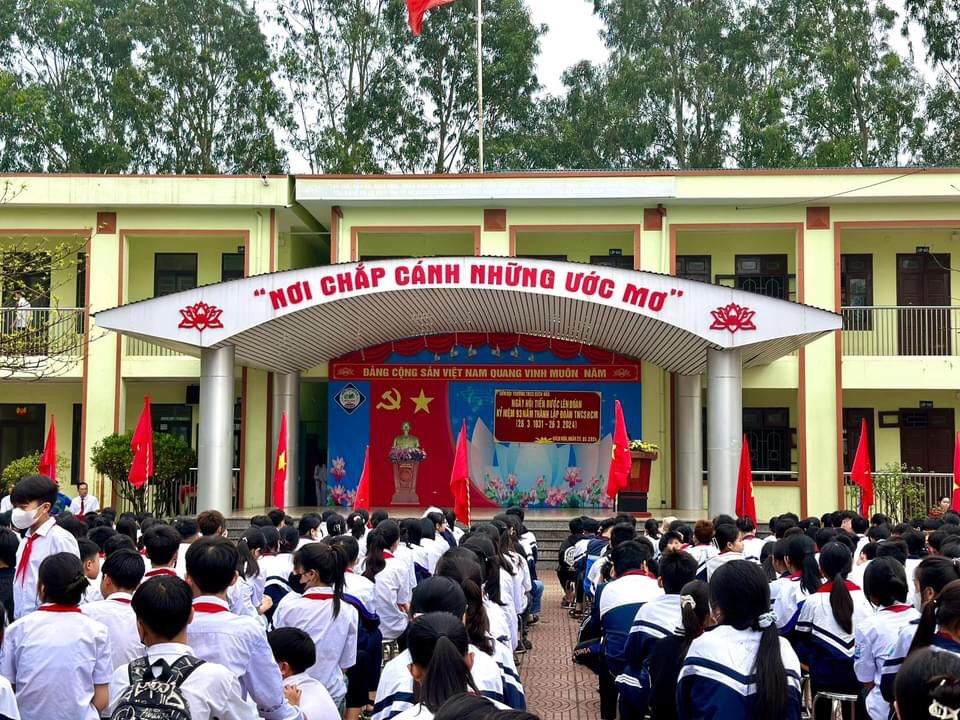 "NƠI CHẮP CÁNH NHỮNG ƯỚC MƠ"
ĐẢNG CỘNG SẢN VIỆT NAM QUANG VINH MUÔN NĂM
NGÀY HỘI TIẾN BƯỚC LÊN ĐOÀN
KỶ NIỆM 93 NĂM THÀNH LẬP ĐOÀN TNCS HCM
(26.3.1931 - 26.3.2024)